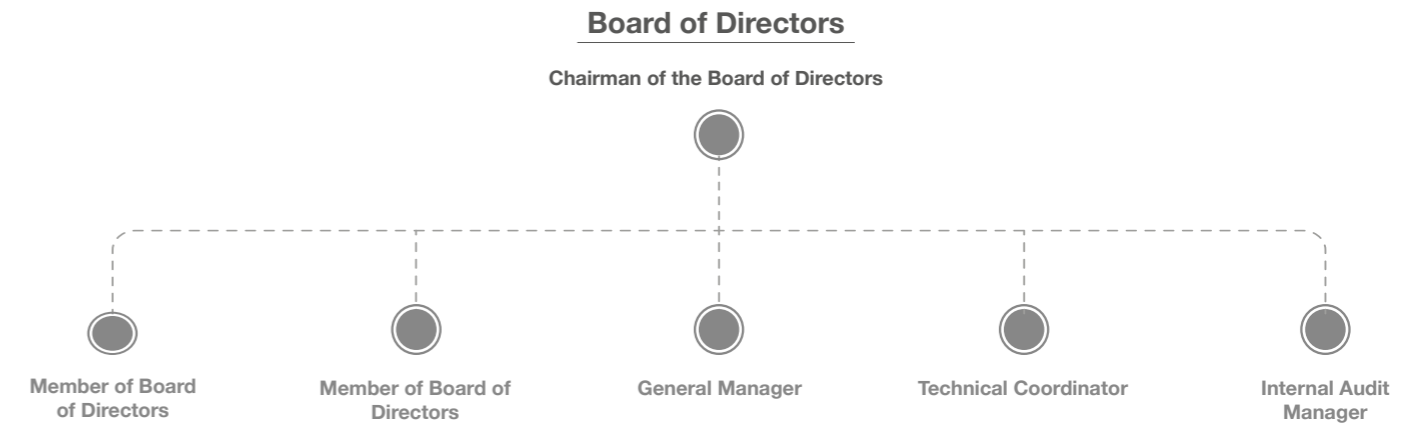 Board of Directors
Chairman of the Board of Directors
Member of Board
of Directors
Member of Board of
Directors
General Manager
Technical Coordinator
Internal Audit
Manager